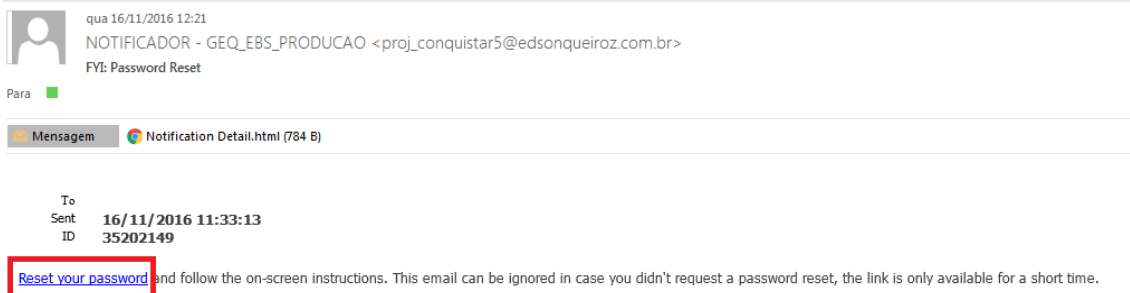 qua 16/11/2016 12:21
NOTIFICADOR - GEQ_EBS_PRODUCAO <proj_conquistar5@edsonqueiroz.com.br>
FYI: Password Reset
Para
Mensagem Notification Detail.html (784 B)
To
Sent 16/11/2016 11:33:13
ID 35202149
Reset your password and follow the on-screen instructions. This email can be ignored in case you didn't request a password reset, the link is only available for a short time.